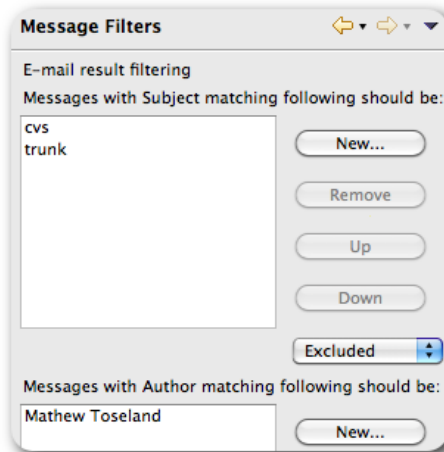 Message Filters
E-mail result filtering
Messages with Subject matching following should be:
cvs
trunk
New...
Remove
Up
Down
Excluded
Messages with Author matching following should be:
Mathew Toseland
New...